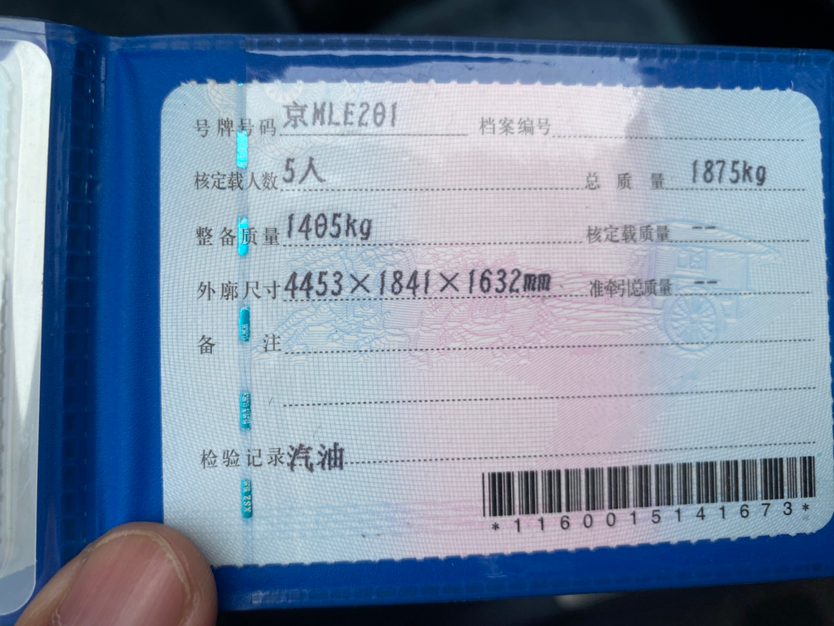 号牌号码 京MLE201 档案编号
核定载人数 5人 总质量 1875kg
整备质量 1405kg 核定载质量 --
外廓尺寸 4453×1841×1632mm 准牵引总质量 --
备注
检验记录 汽油
*1160015141673*